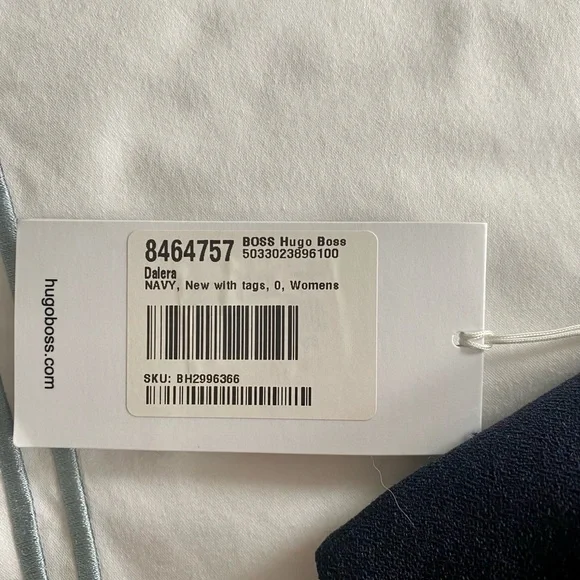 8464757 BOSS Hugo Boss
5033023896100
Dalera
NAVY, New with tags, 0, Womens
SKU: BH2996366
hugoboss.com